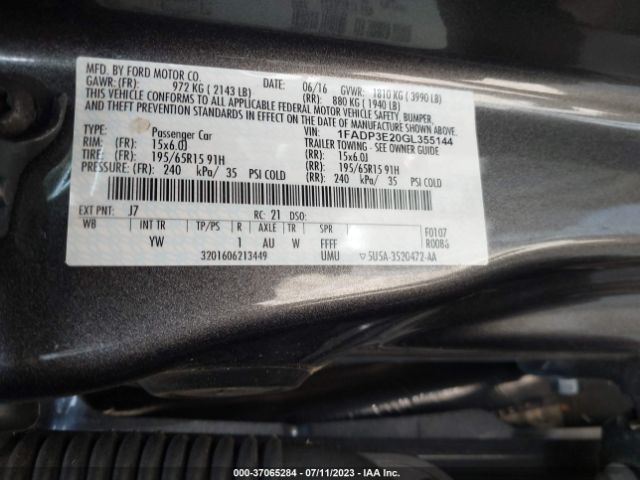 MFD. BY FORD MOTOR CO.
DATE: 06/16 GVWR: 1810 KG ( 3990 LB)
GAWR: (FR): 972 KG ( 2143 LB) (RR): 880 KG ( 1940 LB)
THIS VEHICLE CONFORMS TO ALL APPLICABLE FEDERAL MOTOR VEHICLE SAFETY, BUMPER,
AND THEFT PREVENTION STANDARDS IN EFFECT ON THE DATE OF MANUFACTURE SHOWN ABOVE.
VIN: 1FADP3E20GL355144
TYPE: Passenger Car TRAILER TOWING - SEE OWNER GUIDE
RIM: (FR): 15x6.0J (RR): 15x6.0J
TIRE: (FR): 195/65R15 91H (RR): 195/65R15 91H
PRESSURE: (FR): 240 kPa/ 35 PSI COLD (RR): 240 kPa/ 35 PSI COLD
EXT PNT: J7 RC: 21 DSO:
WB INT TR TP/PS R AXLE TR SPR F0107
YW 1 AU W FFFF R0086
3201606213449 UMU ▽ 5U5A-3520472-AA
000-37065284 - 07/11/2023 - IAA Inc.